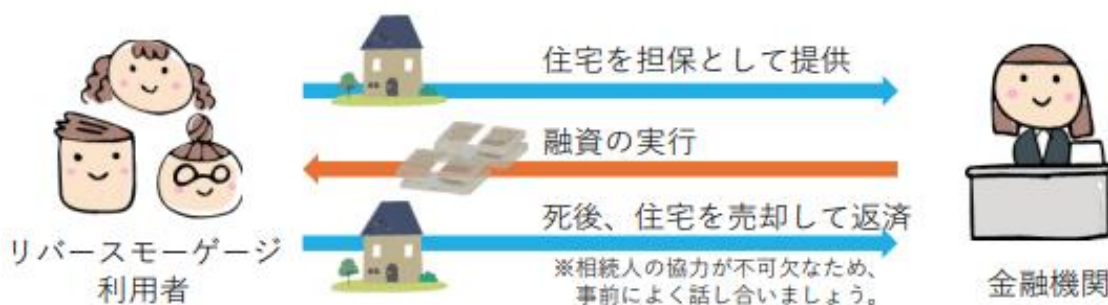 住宅を担保として提供
融資の実行
死後、住宅を売却して返済
※相続人の協力が不可欠なため、
事前によく話し合いましょう。
リバースモーゲージ
利用者
金融機関